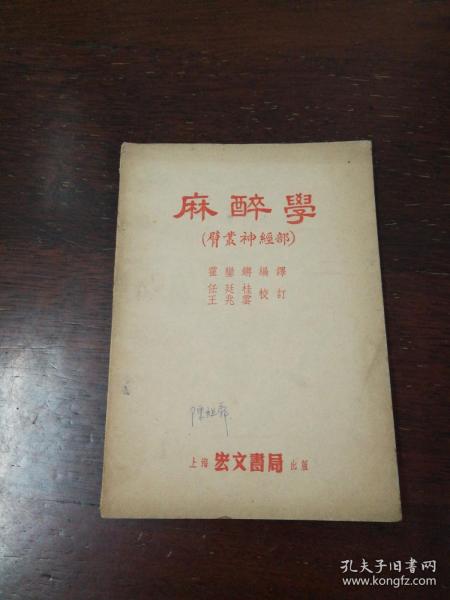 麻醉學
(臂叢神經部)
霍鑾鏘編譯
任廷桂
王兆雲
校訂
上海宏文書局出版
孔夫子旧书网
www.kongfz.com